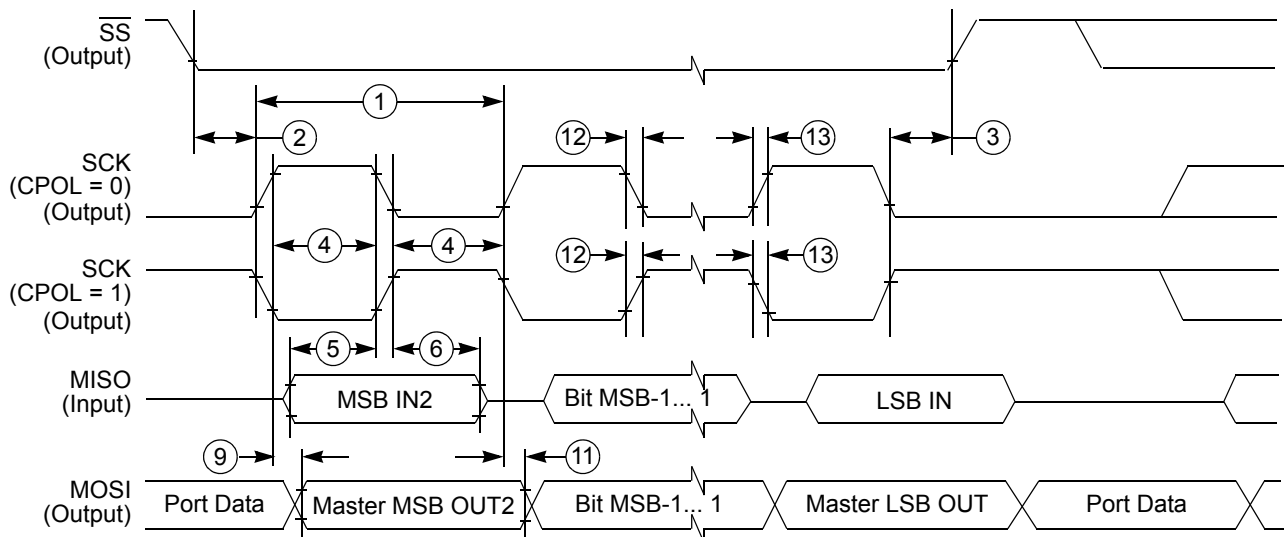 SS
(Output)
1
2
12
13
3
SCK
(CPOL = 0)
(Output)
4
4
12
13
SCK
(CPOL = 1)
(Output)
5
6
MISO
(Input)
MSB IN2
Bit MSB-1... 1
LSB IN
9
11
MOSI
(Output)
Port Data
Master MSB OUT2
Bit MSB-1... 1
Master LSB OUT
Port Data